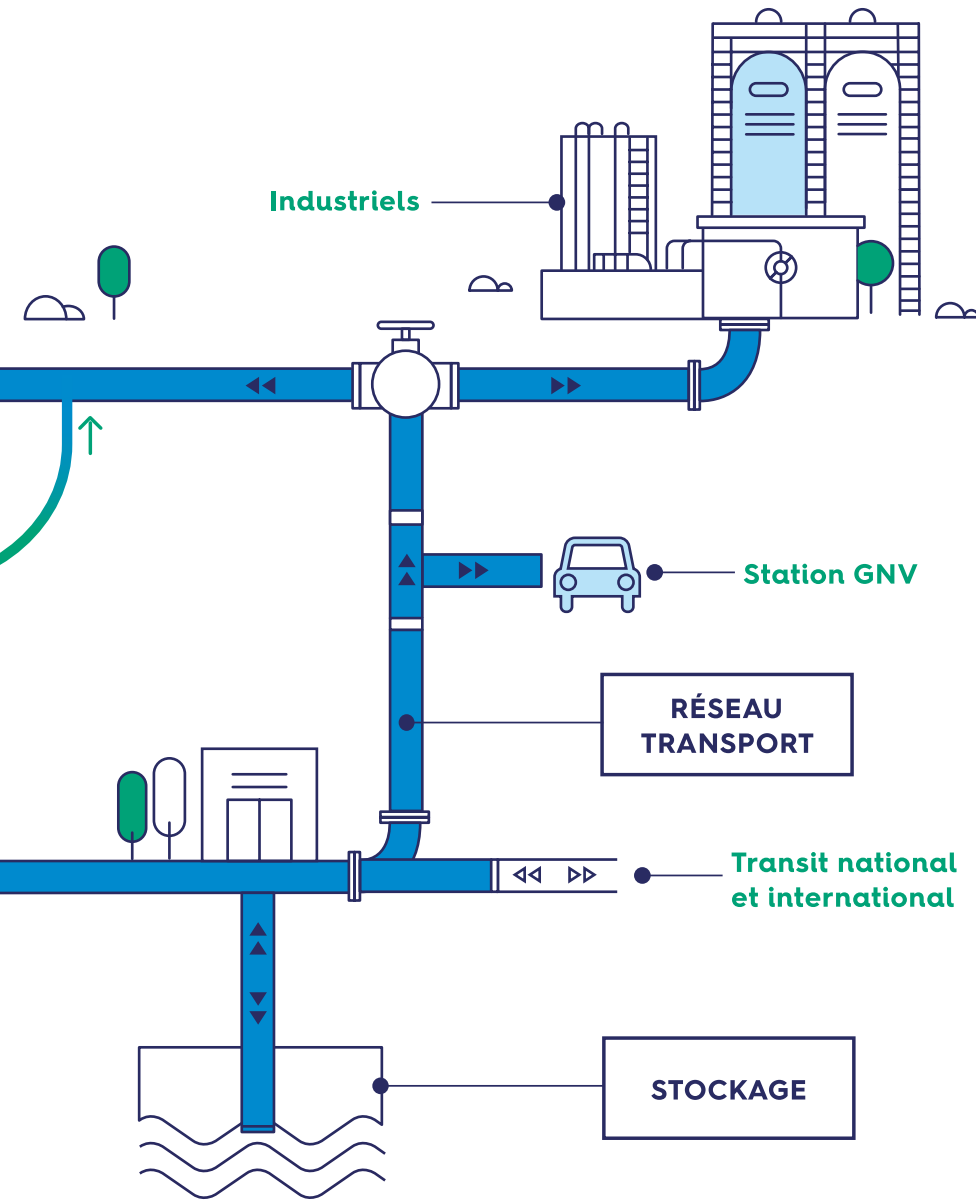 Industriels
Station GNV
RÉSEAU
TRANSPORT
Transit national
et international
STOCKAGE